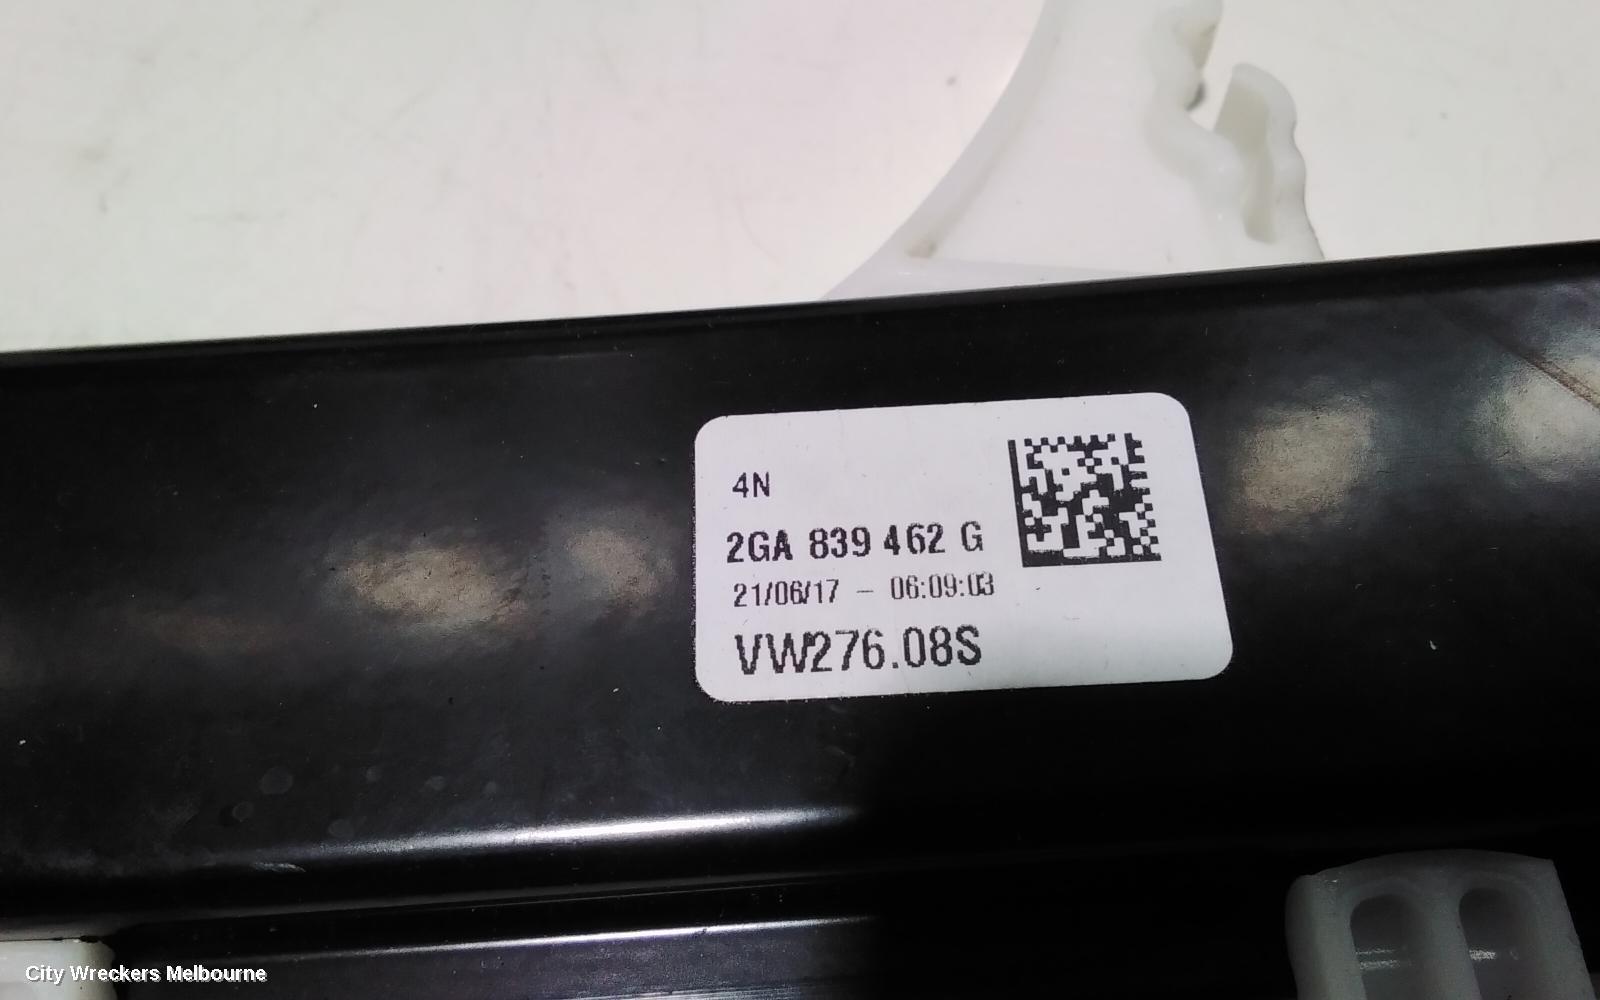 4N
2GA 839 462 G
21/06/17 – 06:09:03
VW276.08S
City Wreckers Melbourne